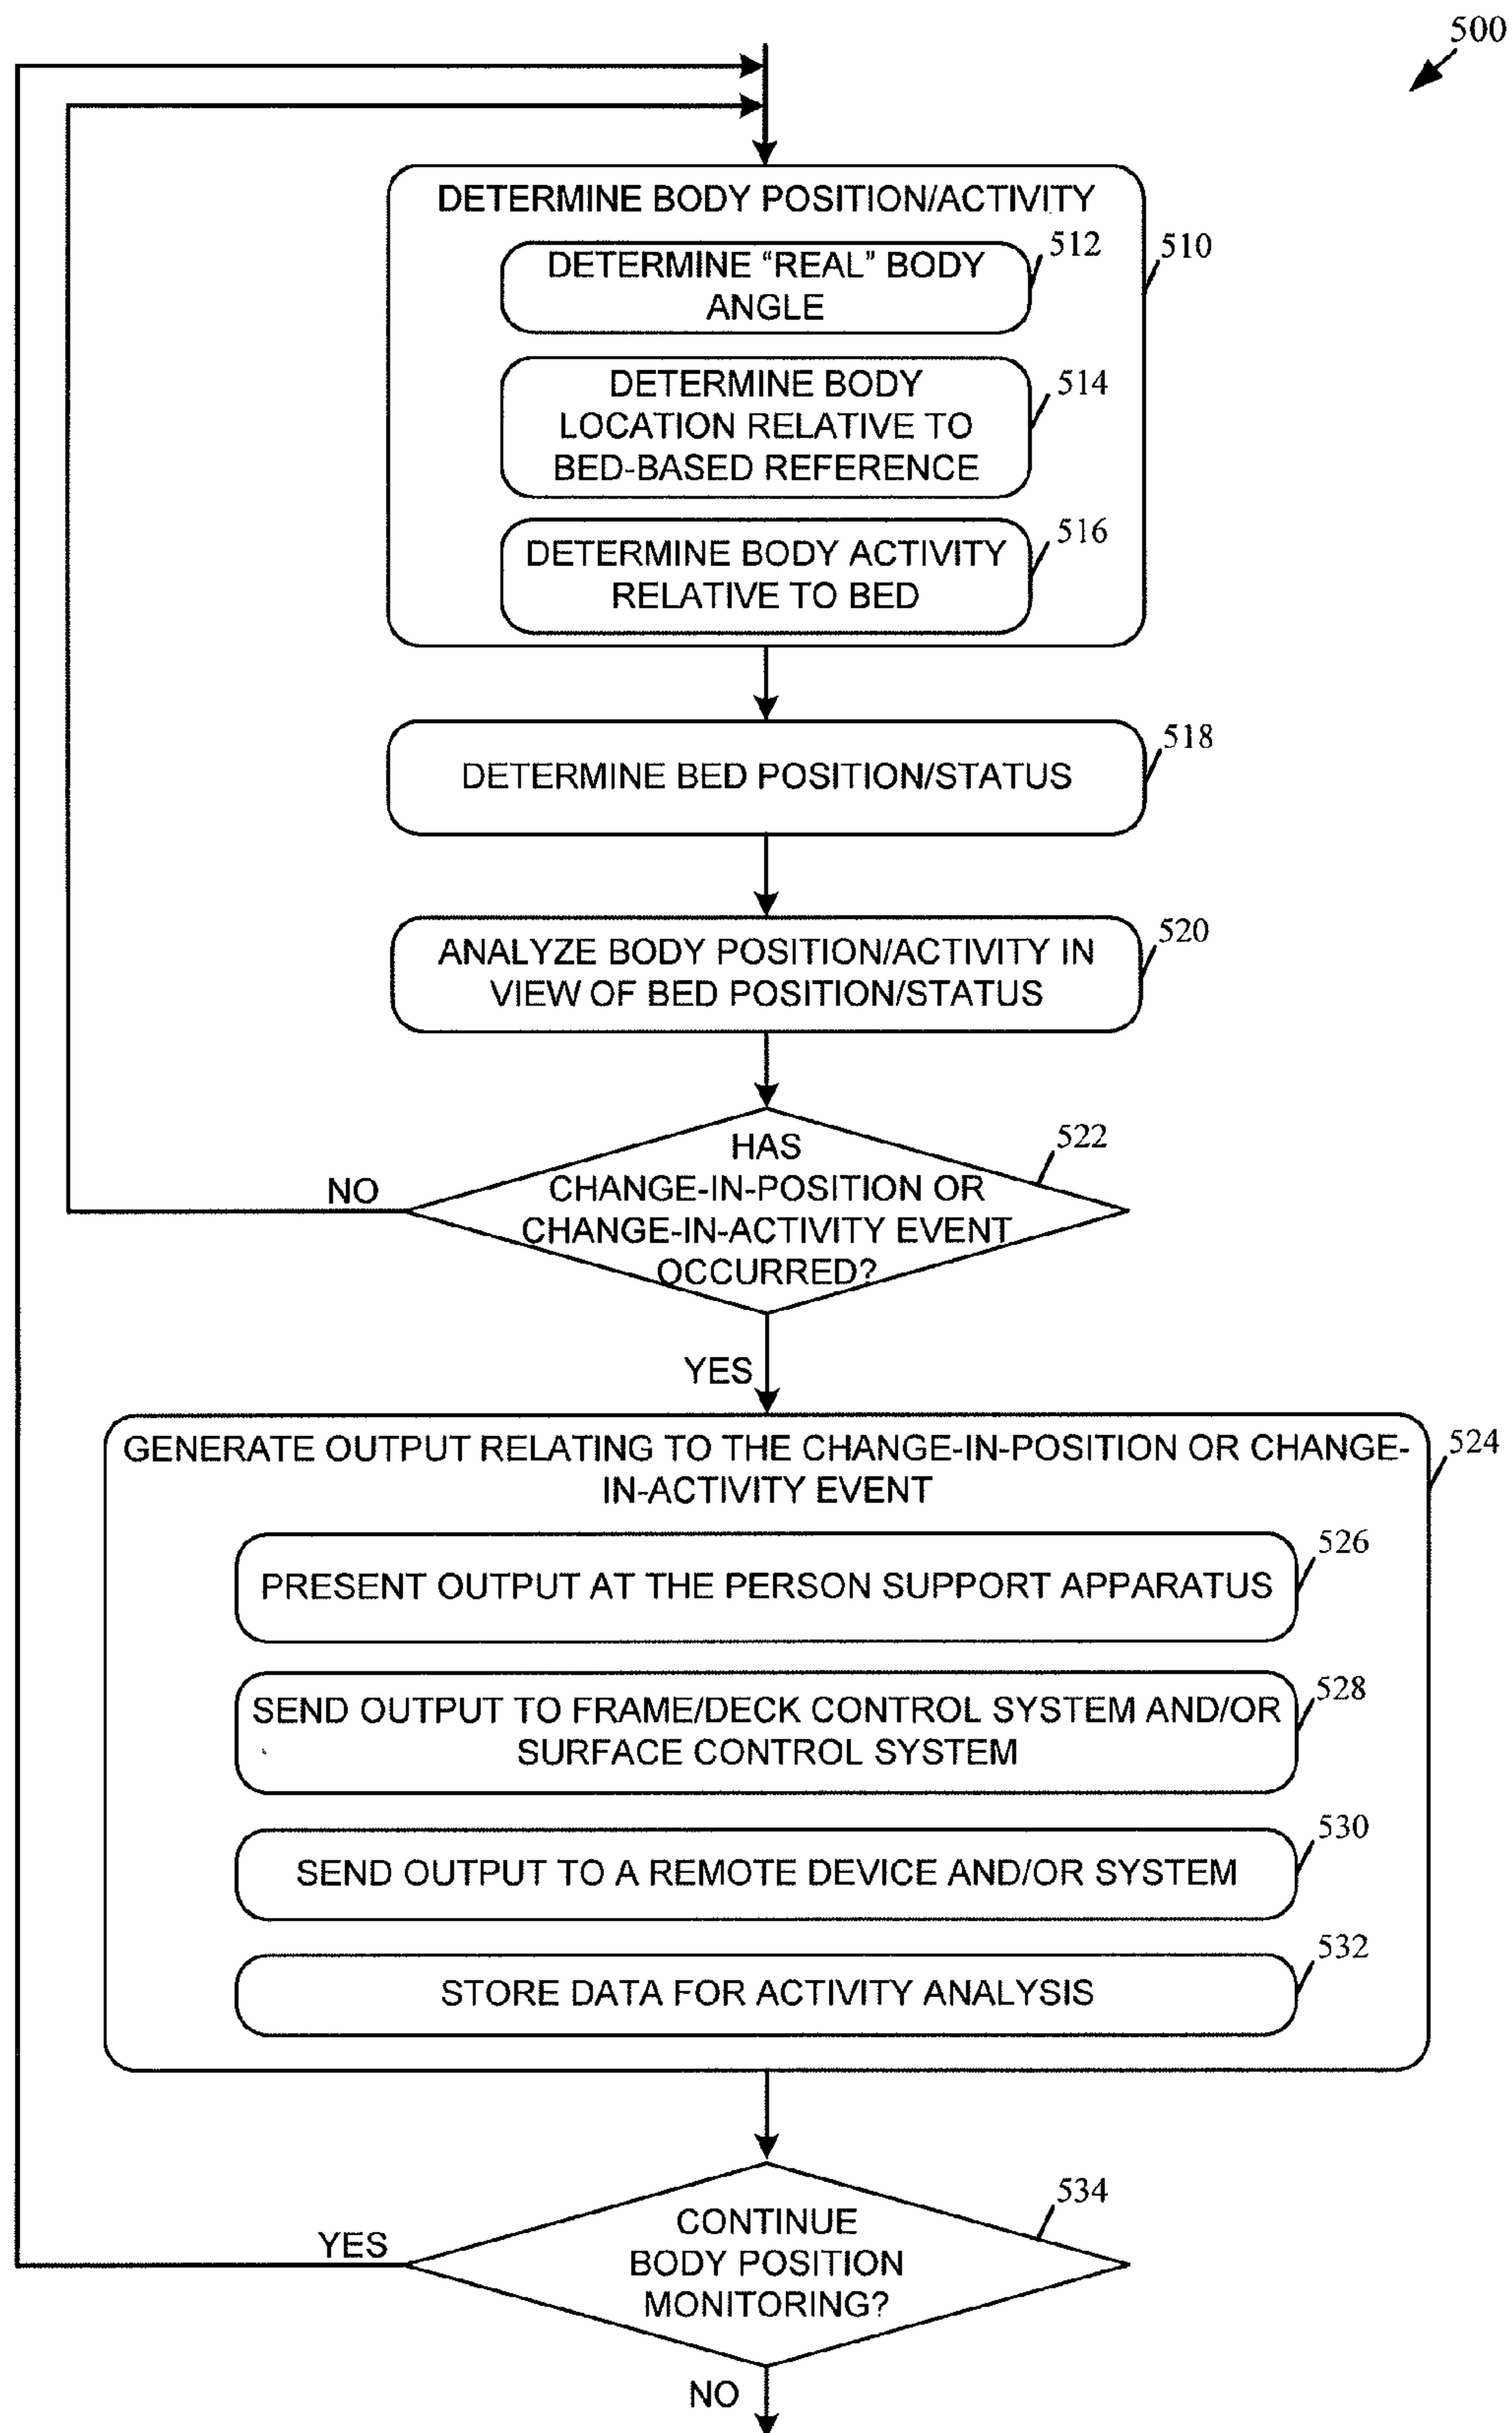 500
DETERMINE BODY POSITION/ACTIVITY
510
512
DETERMINE “REAL” BODY
ANGLE
514
DETERMINE BODY
LOCATION RELATIVE TO
BED-BASED REFERENCE
516
DETERMINE BODY ACTIVITY
RELATIVE TO BED
518
DETERMINE BED POSITION/STATUS
520
ANALYZE BODY POSITION/ACTIVITY IN
VIEW OF BED POSITION/STATUS
522
HAS
CHANGE-IN-POSITION OR
CHANGE-IN-ACTIVITY EVENT
OCCURRED?
NO
YES
524
GENERATE OUTPUT RELATING TO THE CHANGE-IN-POSITION OR CHANGE-
IN-ACTIVITY EVENT
526
PRESENT OUTPUT AT THE PERSON SUPPORT APPARATUS
528
SEND OUTPUT TO FRAME/DECK CONTROL SYSTEM AND/OR
SURFACE CONTROL SYSTEM
530
SEND OUTPUT TO A REMOTE DEVICE AND/OR SYSTEM
532
STORE DATA FOR ACTIVITY ANALYSIS
534
CONTINUE
BODY POSITION
MONITORING?
YES
NO